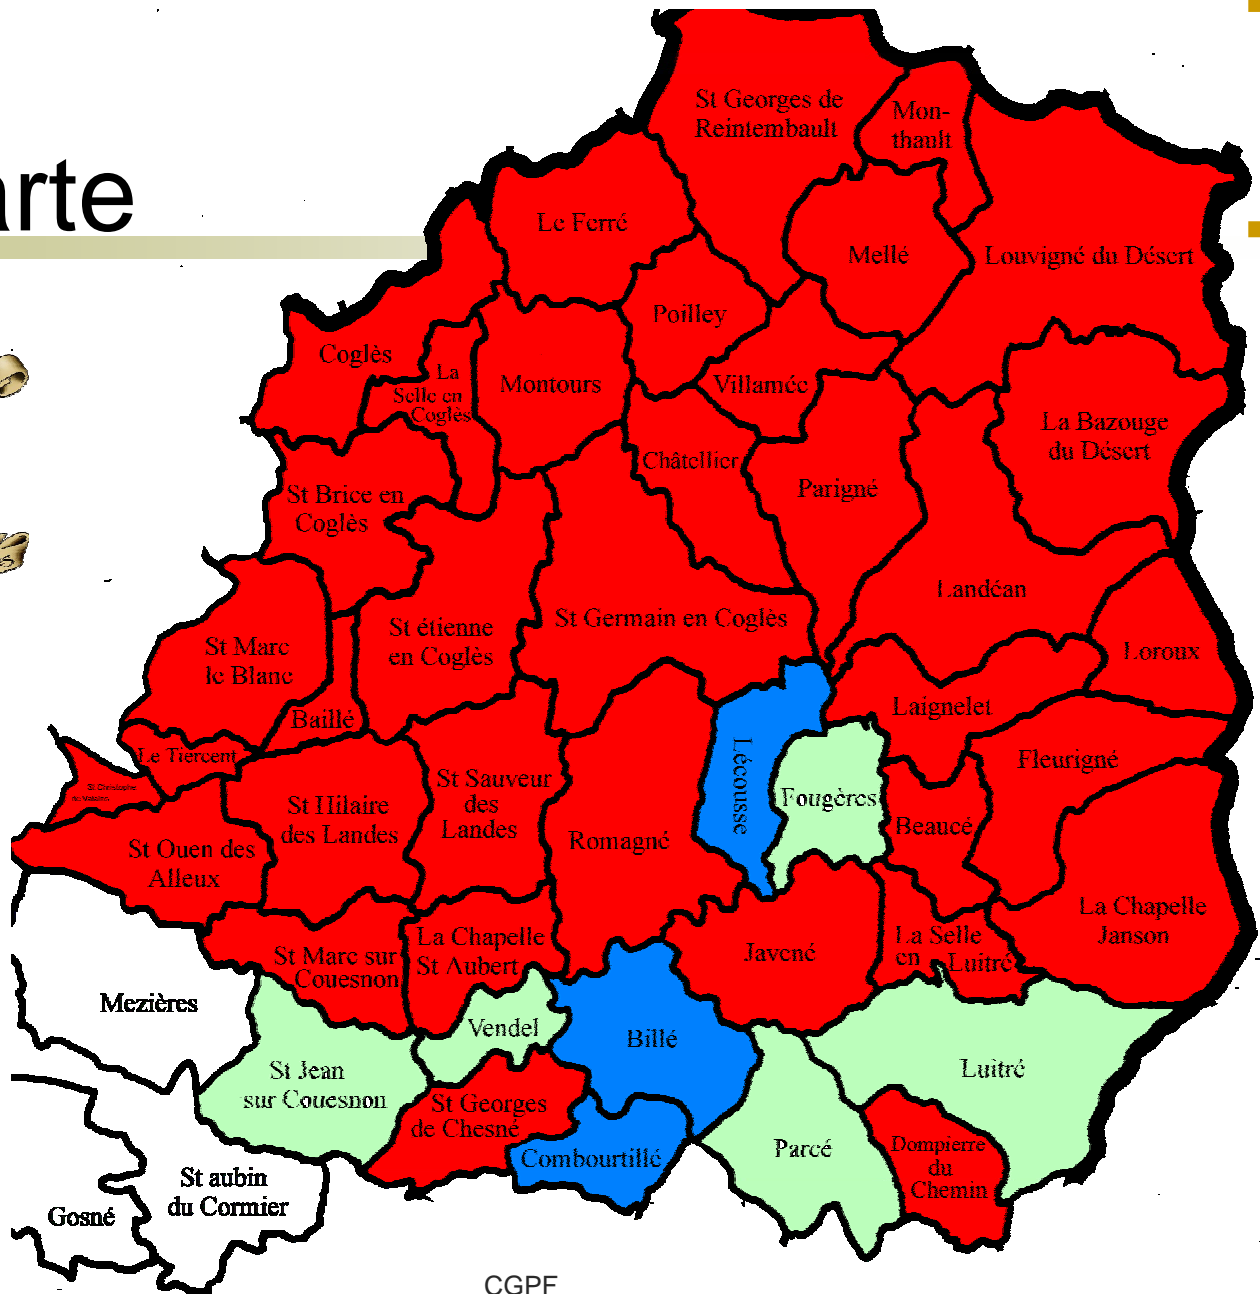 arte
St Georges de
Reintembault
Mon-
thault
Le Ferré
Mellé
Louvigné du Désert
Poilley
Coglès
La
Selle en
Coglès
Montours
Villamée
La Bazouge
du Désert
Châtellier
Parigné
St Brice en
Coglès
Landéan
St Germain en Coglès
St étienne
en Coglès
St Marc
le Blanc
Loroux
Baillé
Laignelet
Le Tiercent
Fleurigné
St Christophe
Lécousse
Fougères
St Sauveur
des
Landes
St Hilaire
des Landes
Beaucé
Romagné
St Ouen des
Alleux
La Chapelle
Janson
St Marc sur
Couesnon
La Chapelle
St Aubert
Javené
La Selle
en Luitré
Mezières
Vendel
Billé
St Jean
sur Couesnon
Luitré
St Georges
de Chesné
Combourtillé
Parcé
Dompierre
du
Chemin
St aubin
du Cormier
Gosné
CGPF